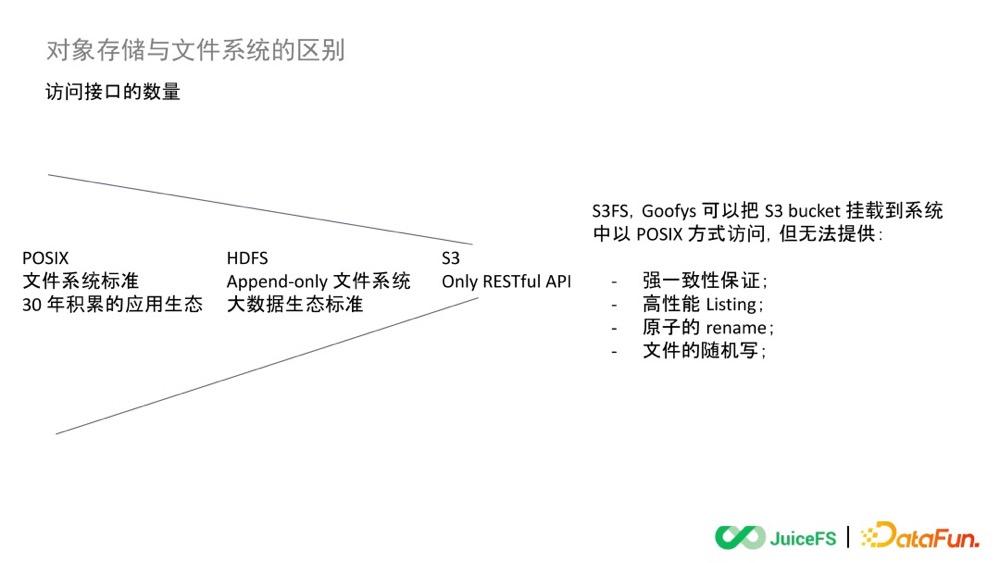 对象存储与文件系统的区别
访问接口的数量
POSIX
文件系统标准
30 年积累的应用生态
HDFS
Append-only 文件系统
大数据生态标准
S3
Only RESTful API
S3FS, Goofys 可以把 S3 bucket 挂载到系统
中以 POSIX 方式访问, 但无法提供:
- 强一致性保证;
- 高性能 Listing;
- 原子的 rename;
- 文件的随机写;
JuiceFS | DataFun.